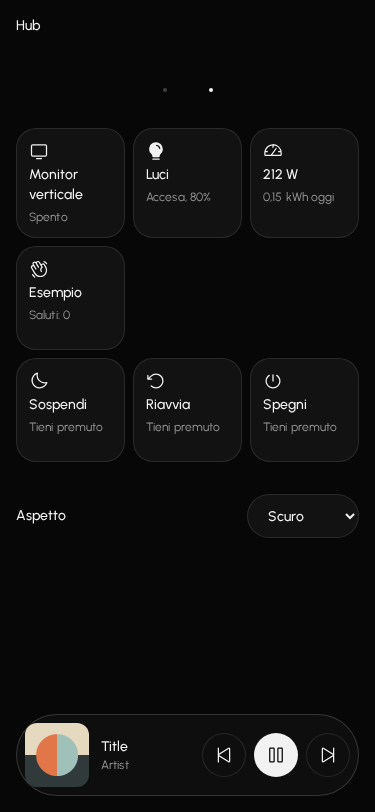 Hub
Monitor
verticale
Spento
Luci
Accesa, 80%
212 W
0,15 kWh oggi
Esempio
Saluti: 0
Sospendi
Tieni premuto
Riavvia
Tieni premuto
Spegni
Tieni premuto
Aspetto
Scuro
Title
Artist